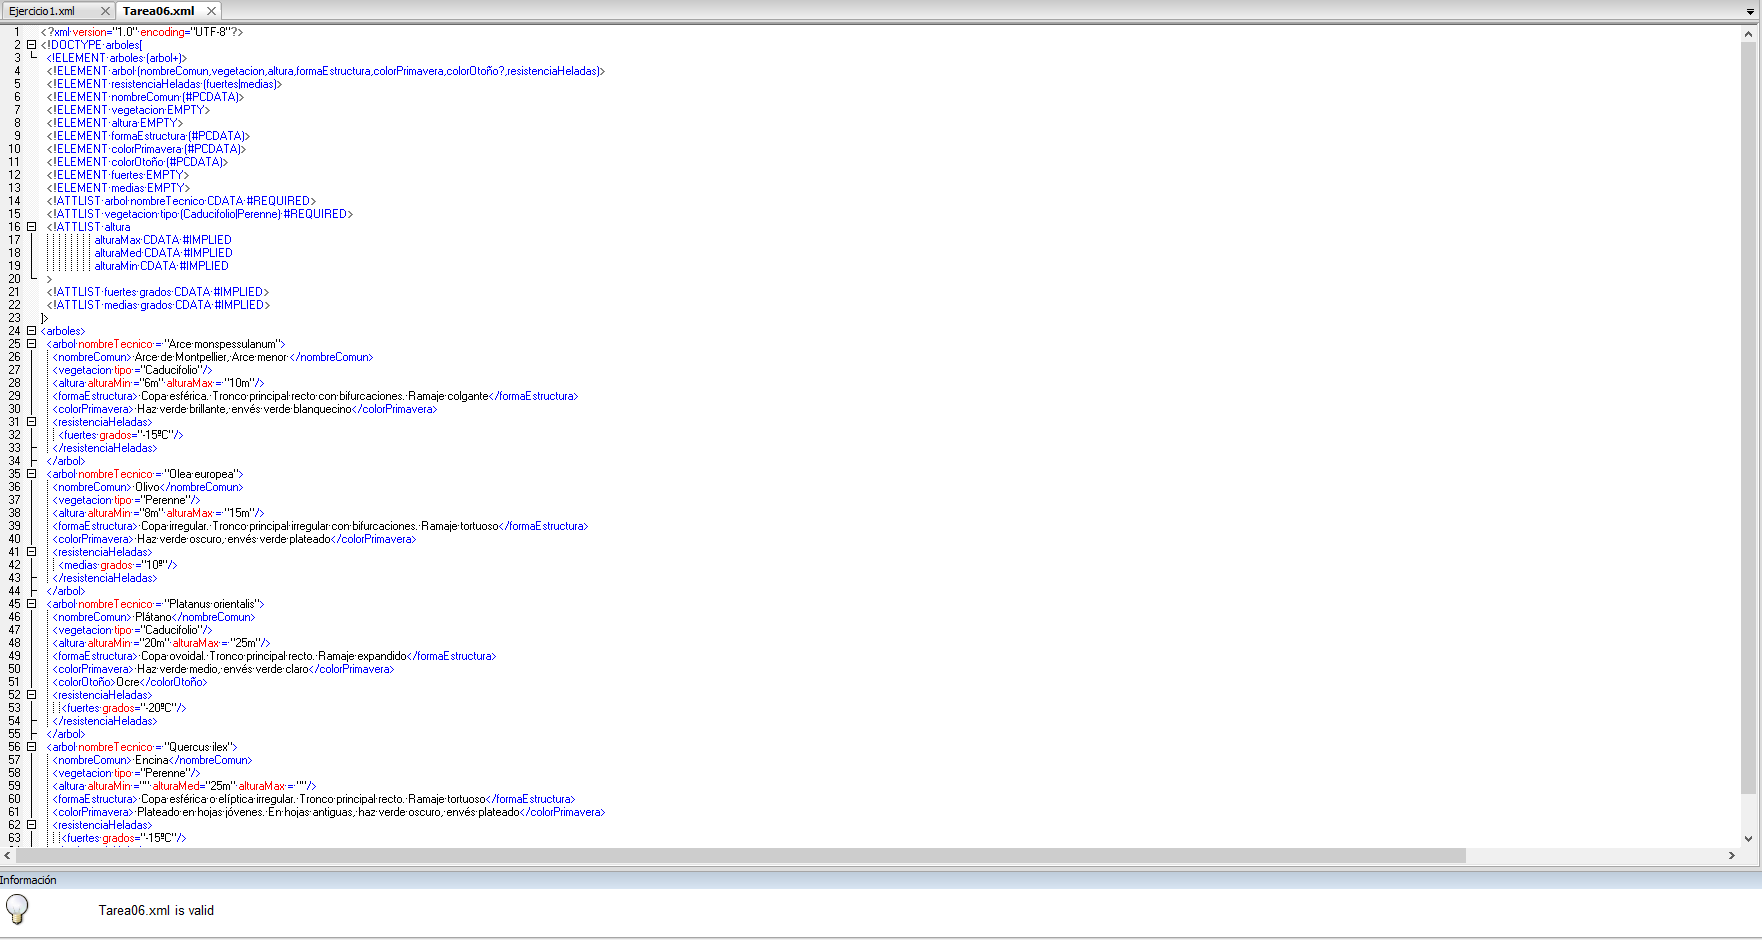 Ejercicio1.xml
Tarea06.xml
1 <?xml version="1.0" encoding="UTF-8"?>
2 <!DOCTYPE arboles[
3 <!ELEMENT arboles (arbol+)>
4 <!ELEMENT arbol (nombreComun,vegetacion,altura,formaEstructura,colorPrimavera,colorOtoño?,resistenciaHeladas)>
5 <!ELEMENT resistenciaHeladas (fuertes|medias)>
6 <!ELEMENT nombreComun (#PCDATA)>
7 <!ELEMENT vegetacion EMPTY>
8 <!ELEMENT altura EMPTY>
9 <!ELEMENT formaEstructura (#PCDATA)>
10 <!ELEMENT colorPrimavera (#PCDATA)>
11 <!ELEMENT colorOtoño (#PCDATA)>
12 <!ELEMENT fuertes EMPTY>
13 <!ELEMENT medias EMPTY>
14 <!ATTLIST arbol nombreTecnico CDATA #REQUIRED>
15 <!ATTLIST vegetacion tipo (Caducifolio|Perenne) #REQUIRED>
16 <!ATTLIST altura
17 alturaMax CDATA #IMPLIED
18 alturaMed CDATA #IMPLIED
19 alturaMin CDATA #IMPLIED
20 >
21 <!ATTLIST fuertes grados CDATA #IMPLIED>
22 <!ATTLIST medias grados CDATA #IMPLIED>
23 ]>
24 <arboles>
25 <arbol nombreTecnico = "Arce monspessulanum">
26 <nombreComun> Arce de Montpellier, Arce menor </nombreComun>
27 <vegetacion tipo ="Caducifolio"/>
28 <altura alturaMin ="6m" alturaMax = "10m"/>
29 <formaEstructura> Copa esférica. Tronco principal recto con bifurcaciones. Ramaje colgante</formaEstructura>
30 <colorPrimavera> Haz verde brillante, envés verde blanquecino</colorPrimavera>
31 <resistenciaHeladas>
32 <fuertes grados="-15ºC"/>
33 </resistenciaHeladas>
34 </arbol>
35 <arbol nombreTecnico = "Olea europea">
36 <nombreComun> Olivo</nombreComun>
37 <vegetacion tipo ="Perenne"/>
38 <altura alturaMin ="8m" alturaMax = "15m"/>
39 <formaEstructura> Copa irregular. Tronco principal irregular con bifurcaciones. Ramaje tortuoso</formaEstructura>
40 <colorPrimavera> Haz verde oscuro, envés verde plateado</colorPrimavera>
41 <resistenciaHeladas>
42 <medias grados ="10º"/>
43 </resistenciaHeladas>
44 </arbol>
45 <arbol nombreTecnico = "Platanus orientalis">
46 <nombreComun> Plátano</nombreComun>
47 <vegetacion tipo ="Caducifolio"/>
48 <altura alturaMin ="20m" alturaMax = "25m"/>
49 <formaEstructura> Copa ovoidal. Tronco principal recto. Ramaje expandido</formaEstructura>
50 <colorPrimavera> Haz verde medio, envés verde claro</colorPrimavera>
51 <colorOtoño>Ocre</colorOtoño>
52 <resistenciaHeladas>
53 <fuertes grados="-20ºC"/>
54 </resistenciaHeladas>
55 </arbol>
56 <arbol nombreTecnico = "Quercus ilex">
57 <nombreComun> Encina</nombreComun>
58 <vegetacion tipo ="Perenne"/>
59 <altura alturaMin ="" alturaMed="25m" alturaMax = ""/>
60 <formaEstructura> Copa esférica o elíptica irregular. Tronco principal recto. Ramaje tortuoso</formaEstructura>
61 <colorPrimavera> Plateado en hojas jóvenes. En hojas antiguas, haz verde oscuro, envés plateado</colorPrimavera>
62 <resistenciaHeladas>
63 <fuertes grados="-15ºC"/>
Información
Tarea06.xml is valid